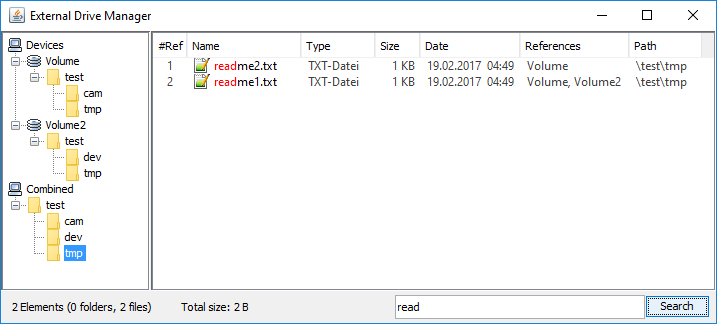 External Drive Manager
Devices
Volume
test
cam
tmp
Volume2
test
dev
tmp
Combined
test
cam
dev
tmp
#Ref Name Type Size Date References Path
1 readme2.txt TXT-Datei 1 KB 19.02.2017 04:49 Volume \test\tmp
2 readme1.txt TXT-Datei 1 KB 19.02.2017 04:49 Volume, Volume2 \test\tmp
2 Elements (0 folders, 2 files) Total size: 2 B read Search